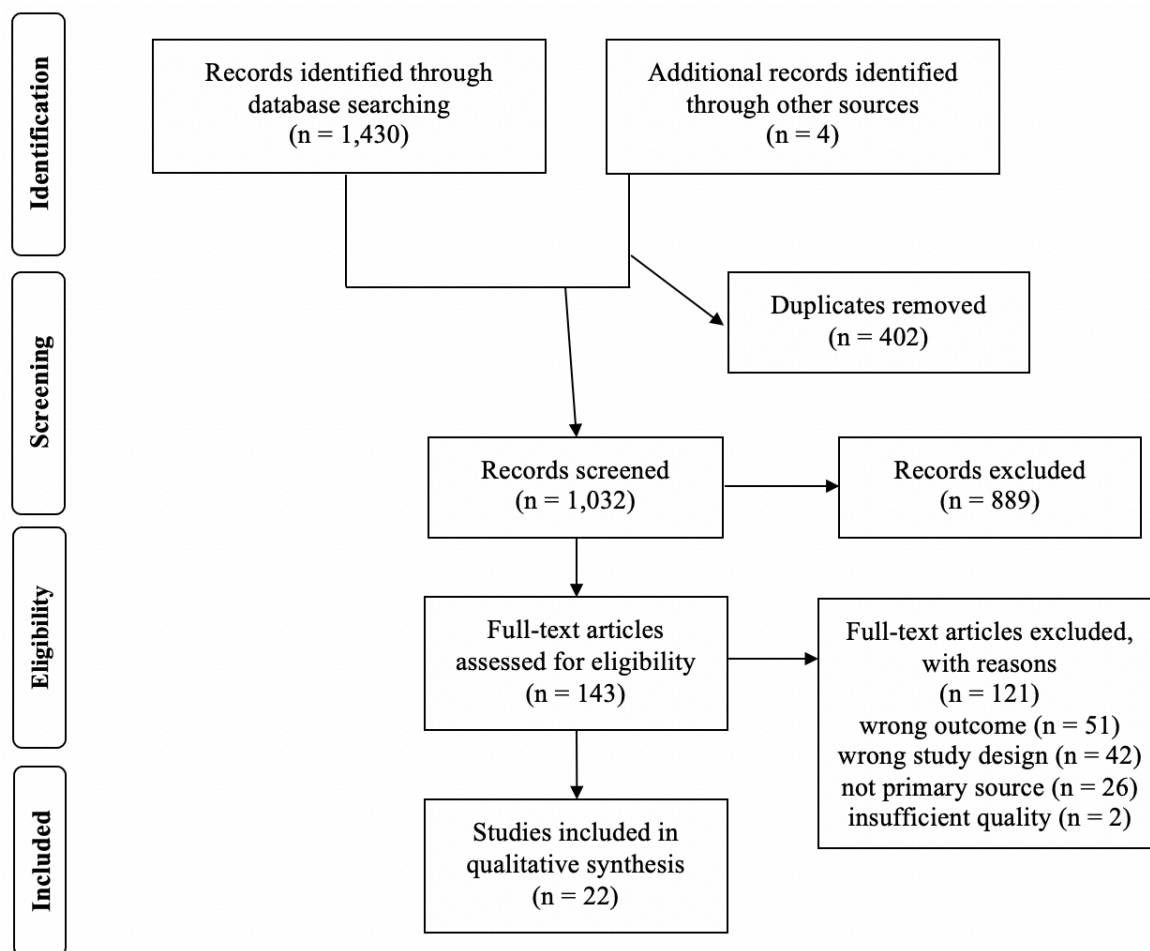 Identification
Records identified through
database searching
(n = 1,430)
Additional records identified
through other sources
(n = 4)
Screening
Duplicates removed
(n = 402)
Records screened
(n = 1,032)
Records excluded
(n = 889)
Eligibility
Full-text articles
assessed for eligibility
(n = 143)
Full-text articles excluded,
with reasons
(n = 121)
wrong outcome (n = 51)
wrong study design (n = 42)
not primary source (n = 26)
insufficient quality (n = 2)
Included
Studies included in
qualitative synthesis
(n = 22)